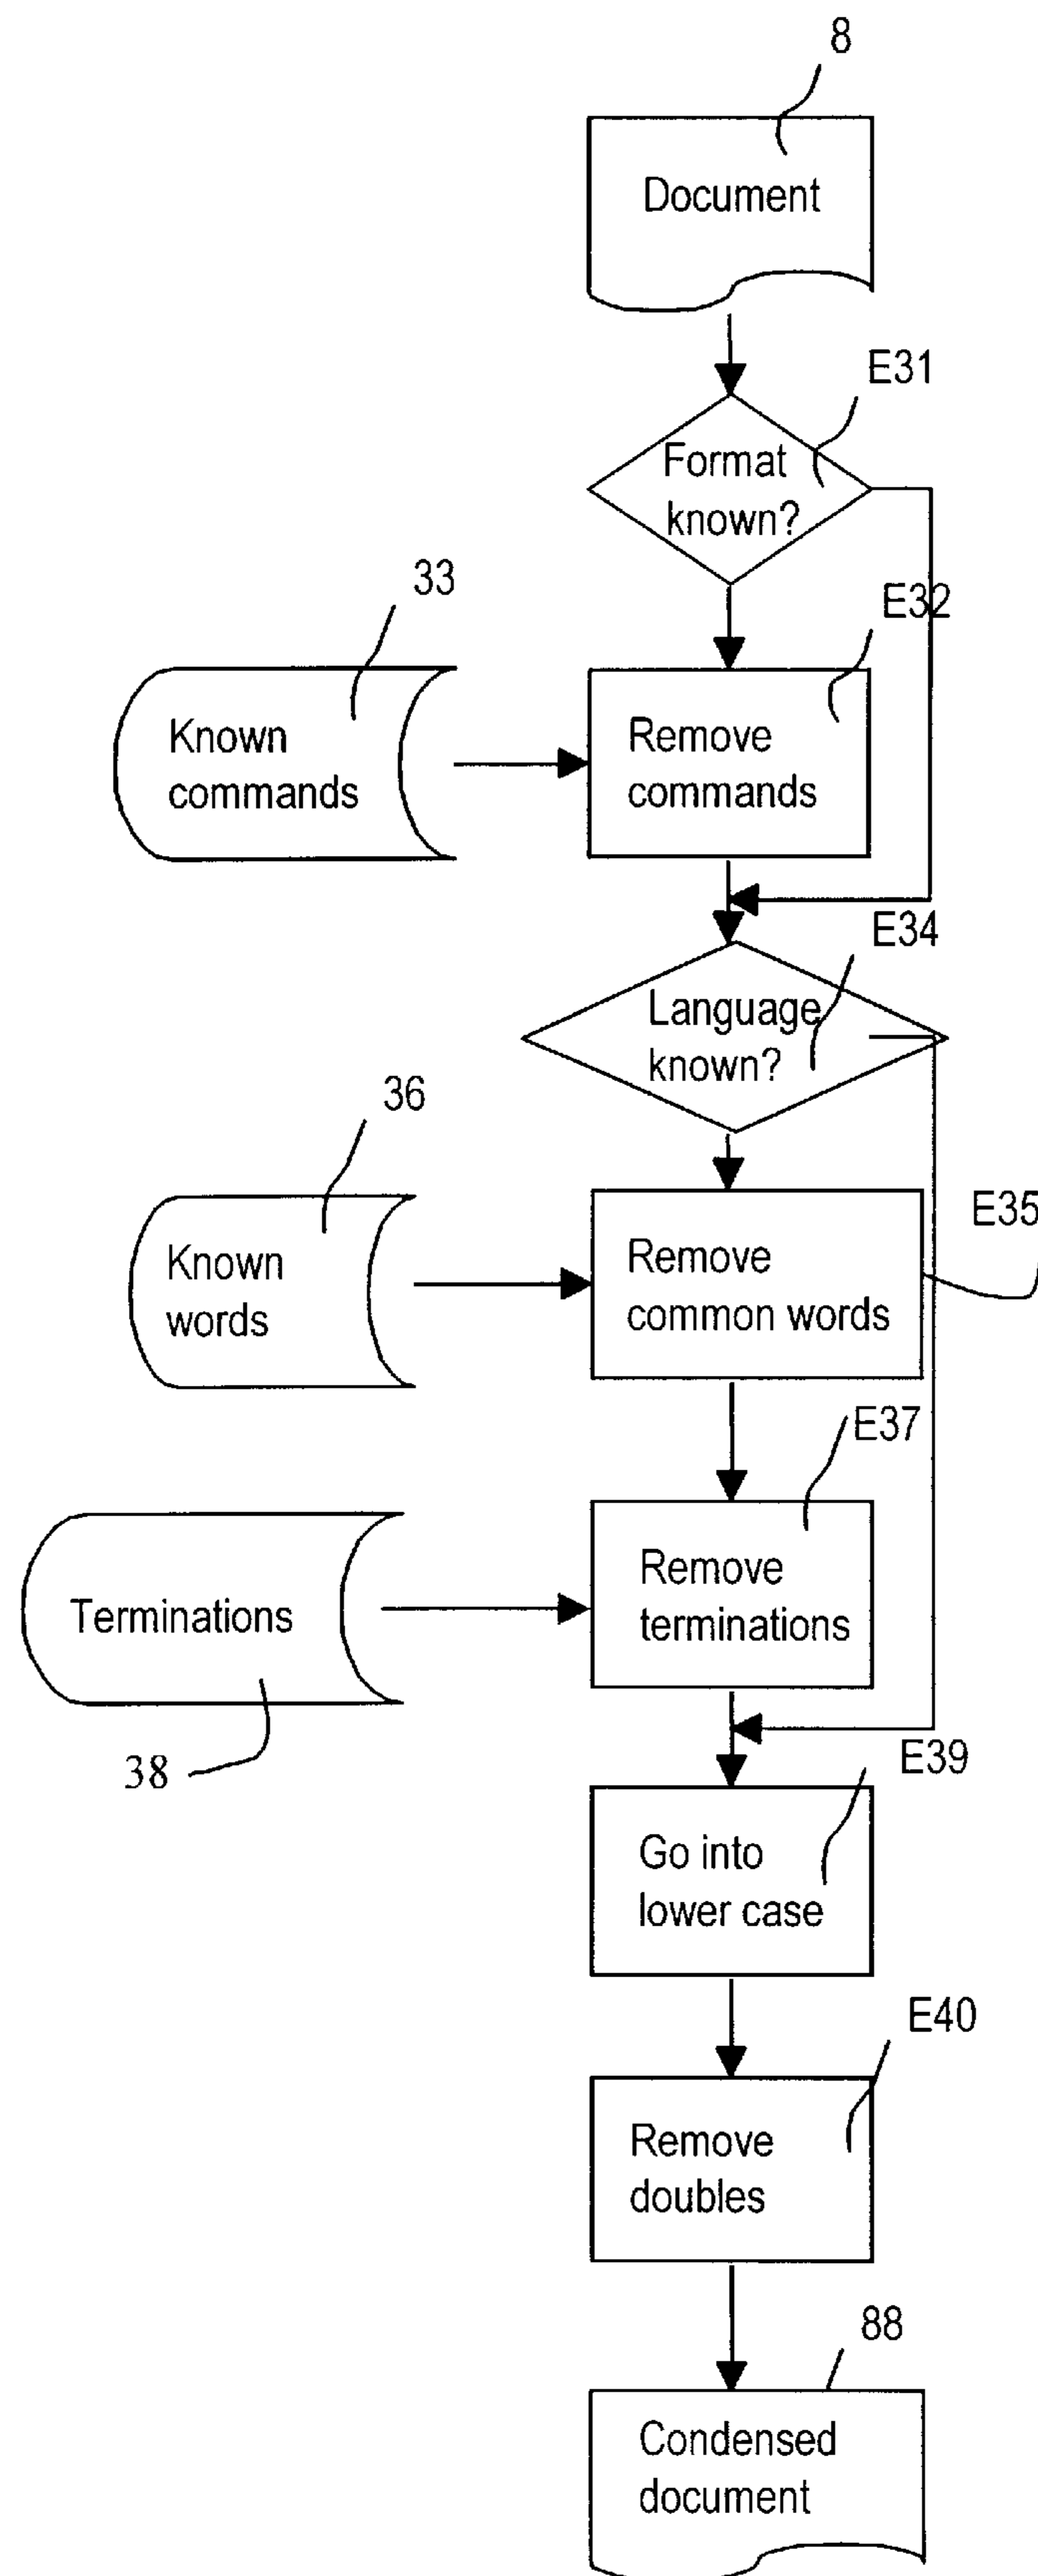 8
Document
E31
Format
known?
33
E32
Known
commands
Remove
commands
E34
Language
known?
36
E35
Known
words
Remove
common words
E37
Terminations
Remove
terminations
38
E39
Go into
lower case
E40
Remove
doubles
88
Condensed
document